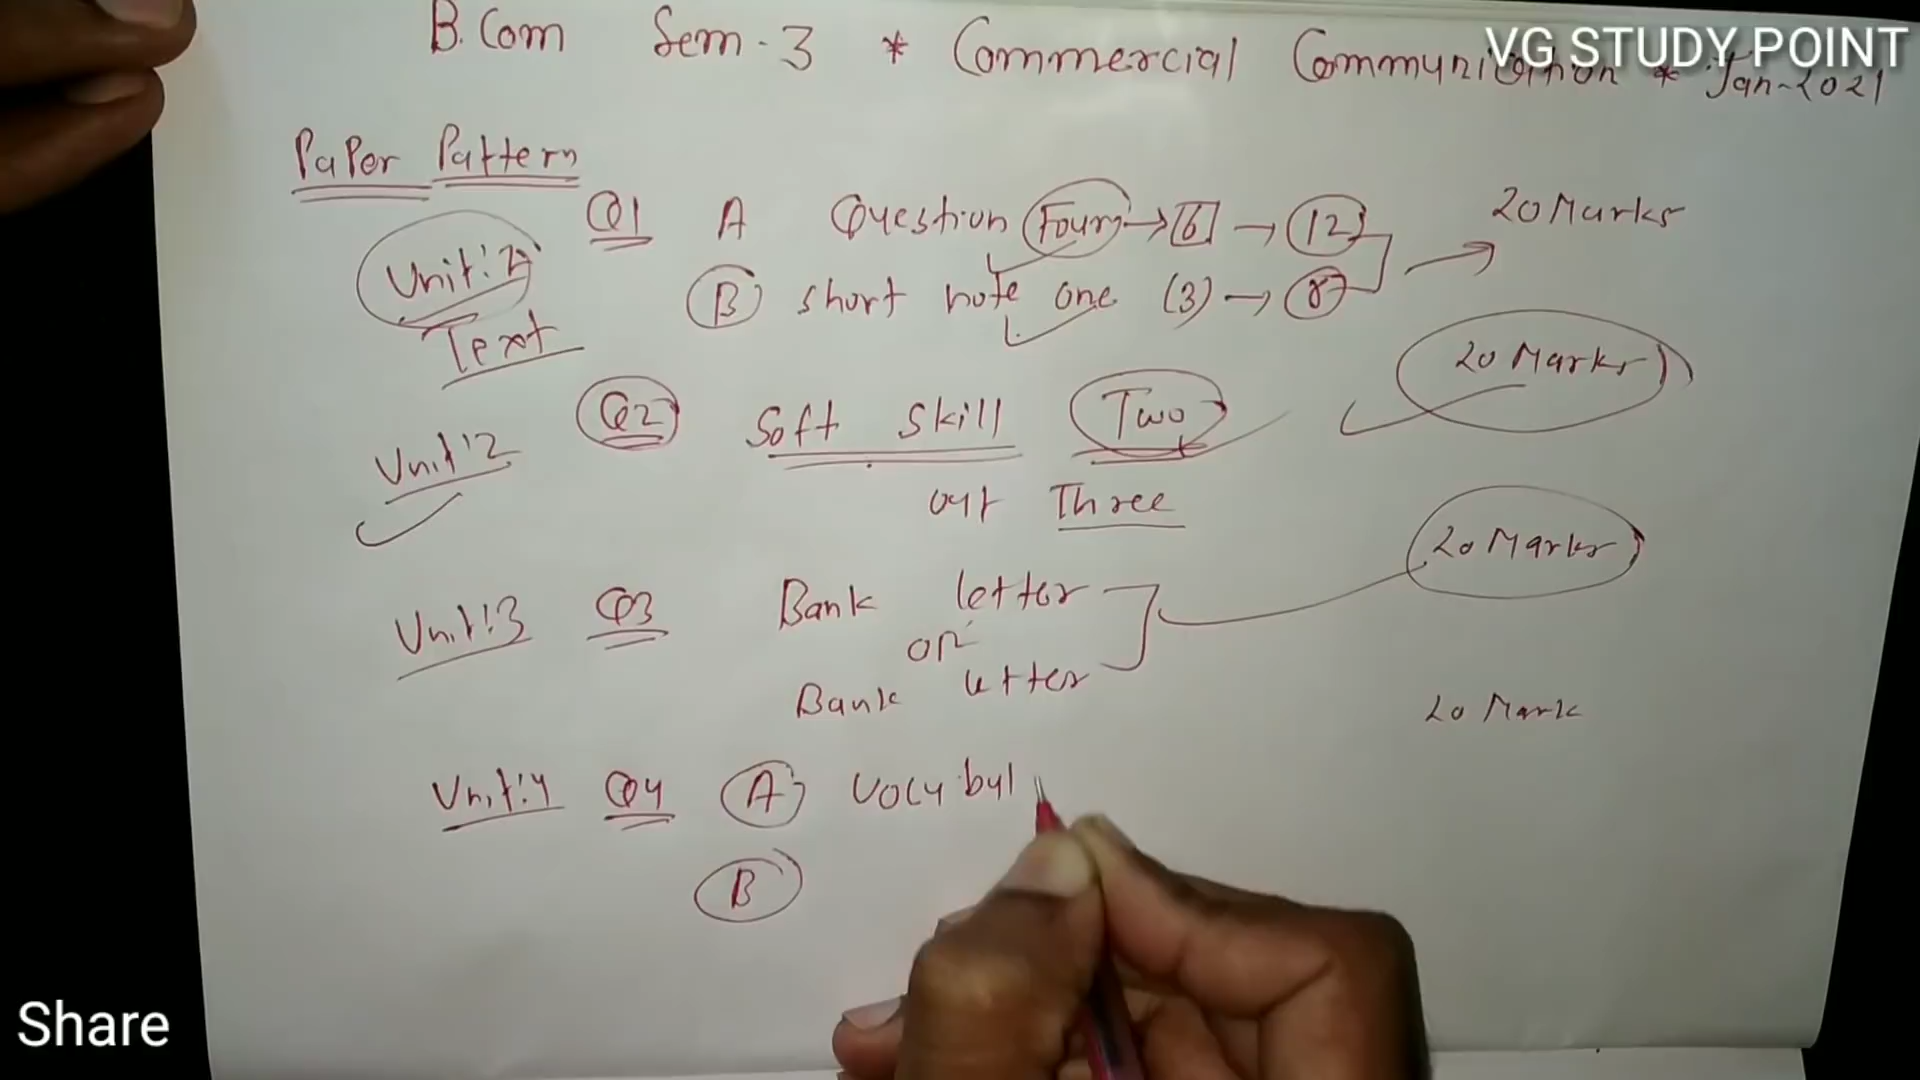 B.Com Sem-3 * Commercial Communication * Jan-2021
VG STUDY POINT
Paper Pattern
Q1 A Question Four → 6 → 12
20 Marks
Unit:
B short note one (3) → 8
Text
20 Marks
Q2 Soft Skill Two
Unit:2
out Three
20 Marks
Unit:3 Q3 Bank letter
OR
Bank letter
20 Mark
Unit:4 Q4 A Vocubul
B
Share